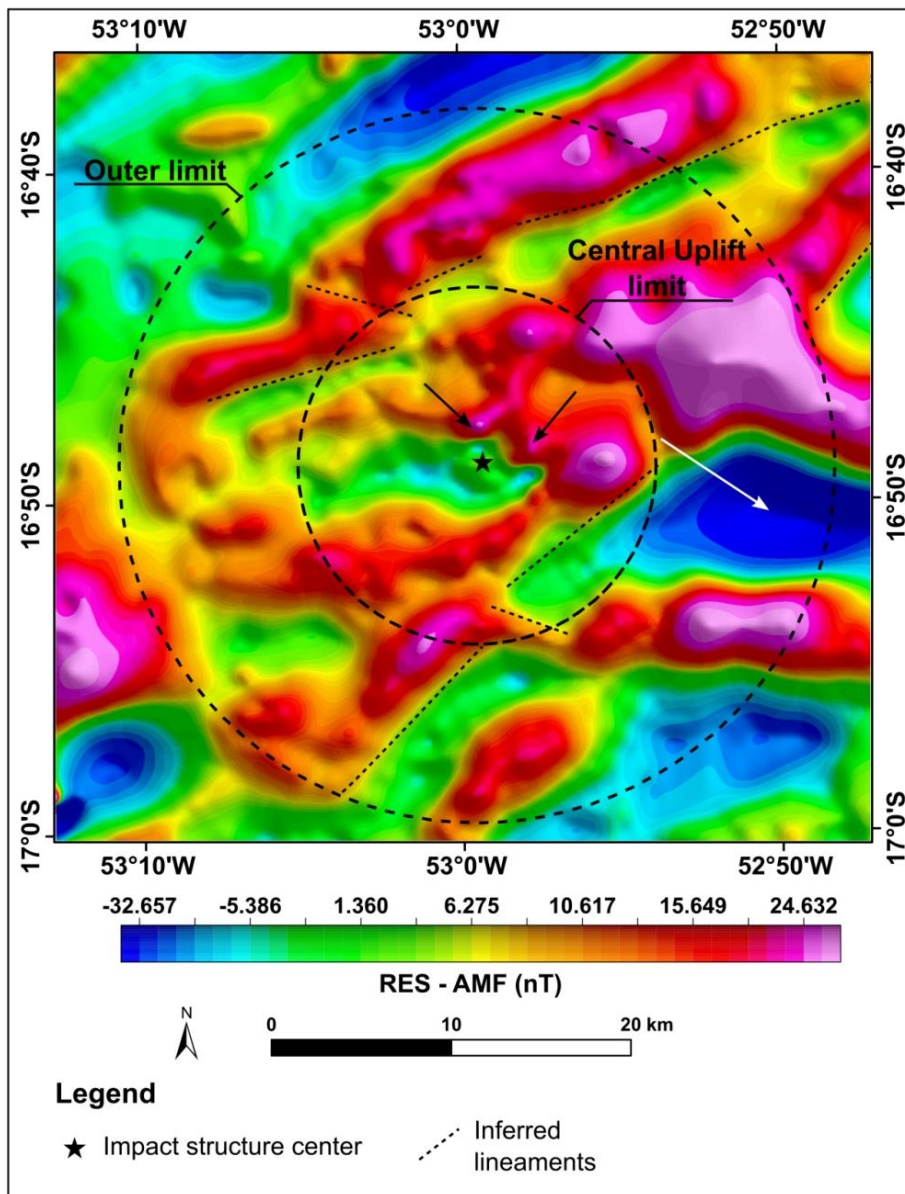 53°10'W 53°0'W 52°50'W
16°40'S 16°40'S
Outer limit
Central Uplift
limit
16°50'S 16°50'S
17°0'S 17°0'S
53°10'W 53°0'W 52°50'W
-32.657 -5.386 1.360 6.275 10.617 15.649 24.632
RES - AMF (nT)
N
0 10 20 km
Legend
Impact structure center
Inferred
lineaments